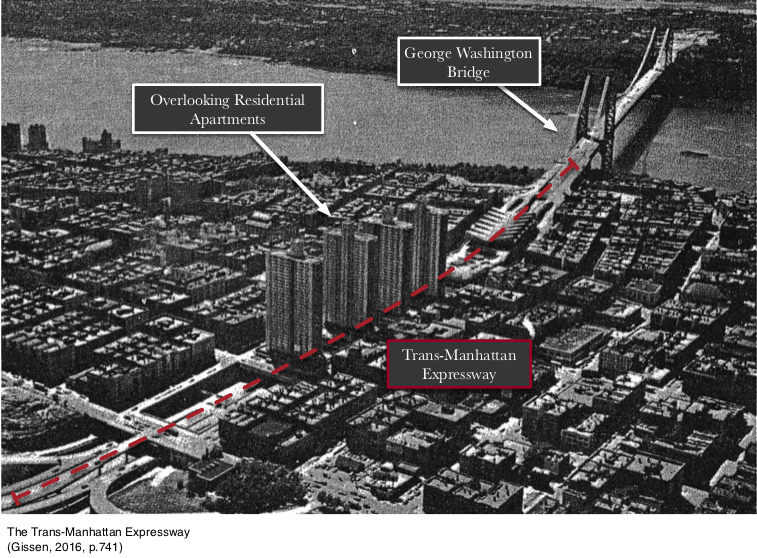 George Washington
Bridge
Overlooking Residential
Apartments
Trans-Manhattan
Expressway
The Trans-Manhattan Expressway
(Gissen, 2016, p.741)